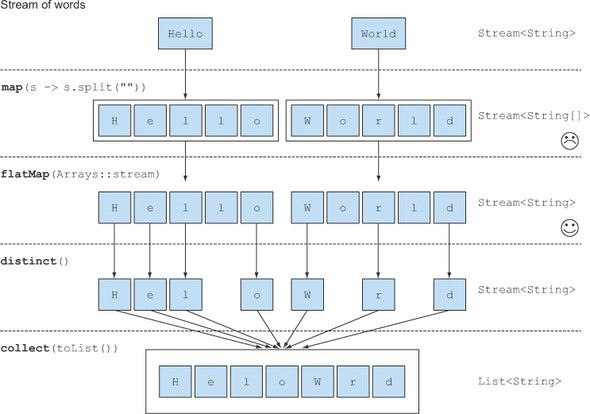 Stream of words
Hello World Stream<String>
map(s -> s.split(""))
H e l l o W o r l d Stream<String[]>
flatMap(Arrays::stream)
H e l l o W o r l d Stream<String>
distinct()
H e l o W r d Stream<String>
collect(toList())
H e l o W r d List<String>